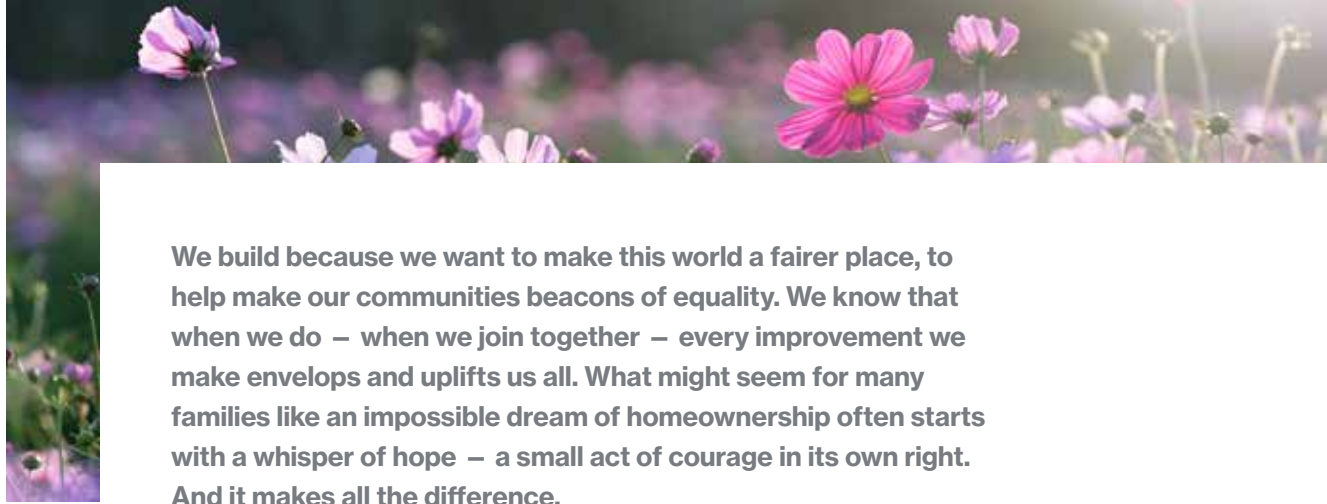 We build because we want to make this world a fairer place, to
help make our communities beacons of equality. We know that
when we do – when we join together – every improvement we
make envelops and uplifts us all. What might seem for many
families like an impossible dream of homeownership often starts
with a whisper of hope – a small act of courage in its own right.
And it makes all the difference.